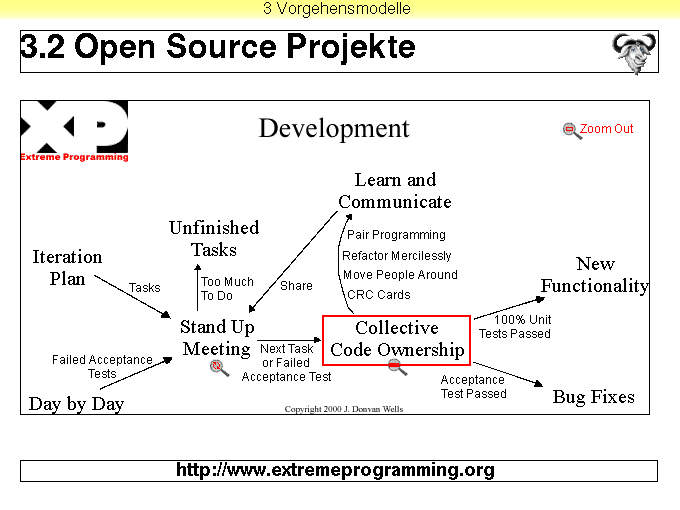 3 Vorgehensmodelle
3.2 Open Source Projekte
XP
Extreme Programming
Development
Zoom Out
Learn and
Communicate
Unfinished
Tasks
Pair Programming
Refactor Mercilessly
Move People Around
CRC Cards
Iteration
Plan
Tasks
Too Much
To Do
Share
New
Functionality
Stand Up
Meeting
Next Task
or Failed
Acceptance Test
Collective
Code Ownership
100% Unit
Tests Passed
Failed Acceptance
Tests
Day by Day
Acceptance
Test Passed
Bug Fixes
Copyright 2000 J. Donvan Wells
http://www.extremeprogramming.org